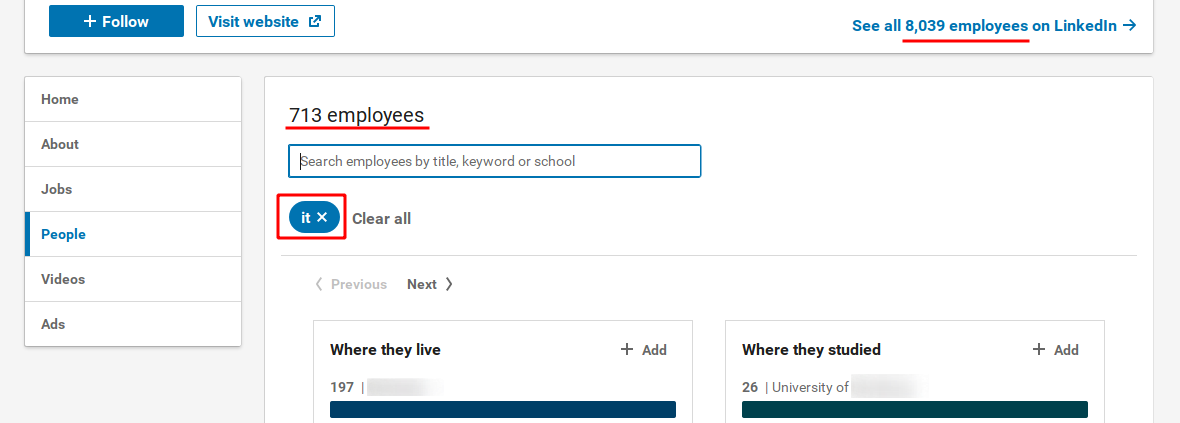 + Follow
Visit website
See all 8,039 employees on LinkedIn →
Home
About
Jobs
People
Videos
Ads
713 employees
Search employees by title, keyword or school
it ×
Clear all
Previous
Next
Where they live
+ Add
197 |
Where they studied
+ Add
26 | University of